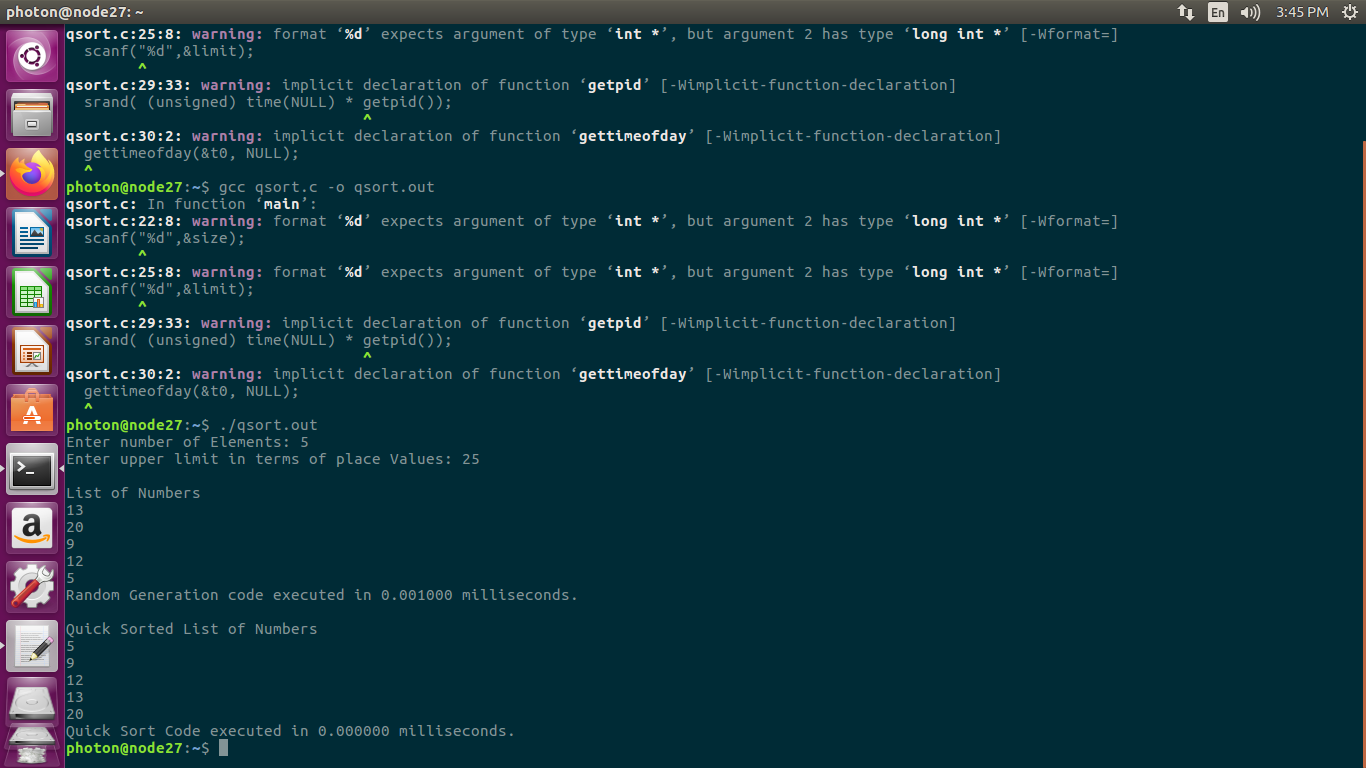 photon@node27: ~
En
3:45 PM
qsort.c:25:8: warning: format ‘%d’ expects argument of type ‘int *’, but argument 2 has type ‘long int *’ [-Wformat=]
  scanf("%d",&limit);
        ^
qsort.c:29:33: warning: implicit declaration of function ‘getpid’ [-Wimplicit-function-declaration]
  srand( (unsigned) time(NULL) * getpid());
                                 ^
qsort.c:30:2: warning: implicit declaration of function ‘gettimeofday’ [-Wimplicit-function-declaration]
  gettimeofday(&t0, NULL);
  ^
photon@node27:~$ gcc qsort.c -o qsort.out
qsort.c: In function ‘main’:
qsort.c:22:8: warning: format ‘%d’ expects argument of type ‘int *’, but argument 2 has type ‘long int *’ [-Wformat=]
  scanf("%d",&size);
        ^
qsort.c:25:8: warning: format ‘%d’ expects argument of type ‘int *’, but argument 2 has type ‘long int *’ [-Wformat=]
  scanf("%d",&limit);
        ^
qsort.c:29:33: warning: implicit declaration of function ‘getpid’ [-Wimplicit-function-declaration]
  srand( (unsigned) time(NULL) * getpid());
                                 ^
qsort.c:30:2: warning: implicit declaration of function ‘gettimeofday’ [-Wimplicit-function-declaration]
  gettimeofday(&t0, NULL);
  ^
photon@node27:~$ ./qsort.out
Enter number of Elements: 5
Enter upper limit in terms of place Values: 25

List of Numbers
13
20
9
12
5
Random Generation code executed in 0.001000 milliseconds.

Quick Sorted List of Numbers
5
9
12
13
20
Quick Sort Code executed in 0.000000 milliseconds.
photon@node27:~$